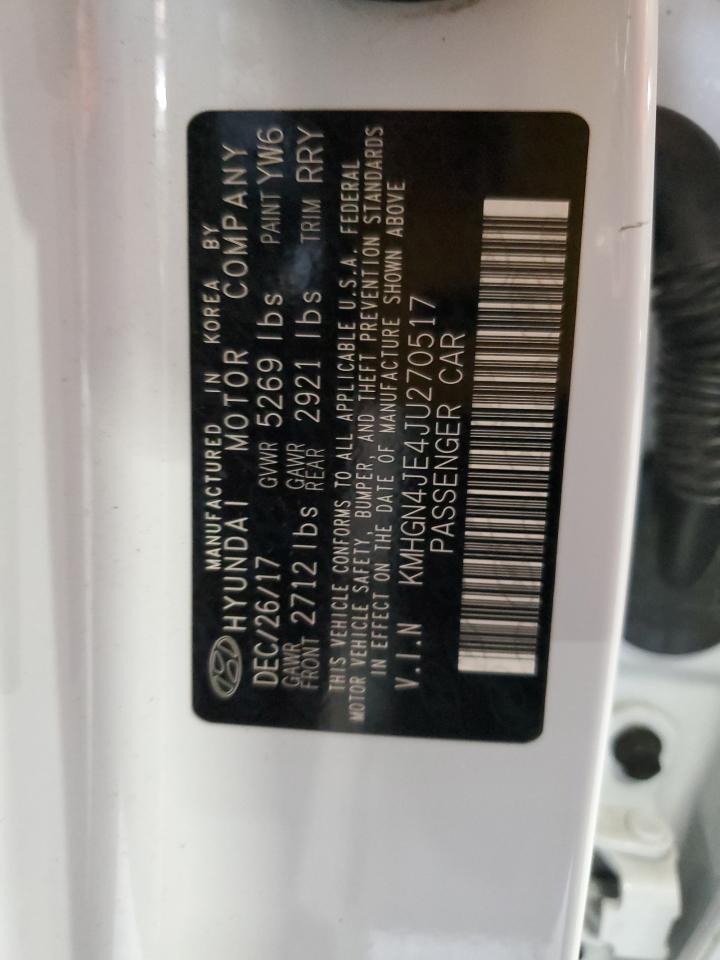 MANUFACTURED IN KOREA BY
HYUNDAI MOTOR COMPANY
DEC/26/17 GVWR 5269 lbs PAINT YW6
GAWR FRONT 2712 lbs GAWR REAR 2921 lbs TRIM RRY
THIS VEHICLE CONFORMS TO ALL APPLICABLE U.S.A. FEDERAL
MOTOR VEHICLE SAFETY, BUMPER, AND THEFT PREVENTION STANDARDS
IN EFFECT ON THE DATE OF MANUFACTURE SHOWN ABOVE
V.I.N KMHGN4JE4JU270517
PASSENGER CAR